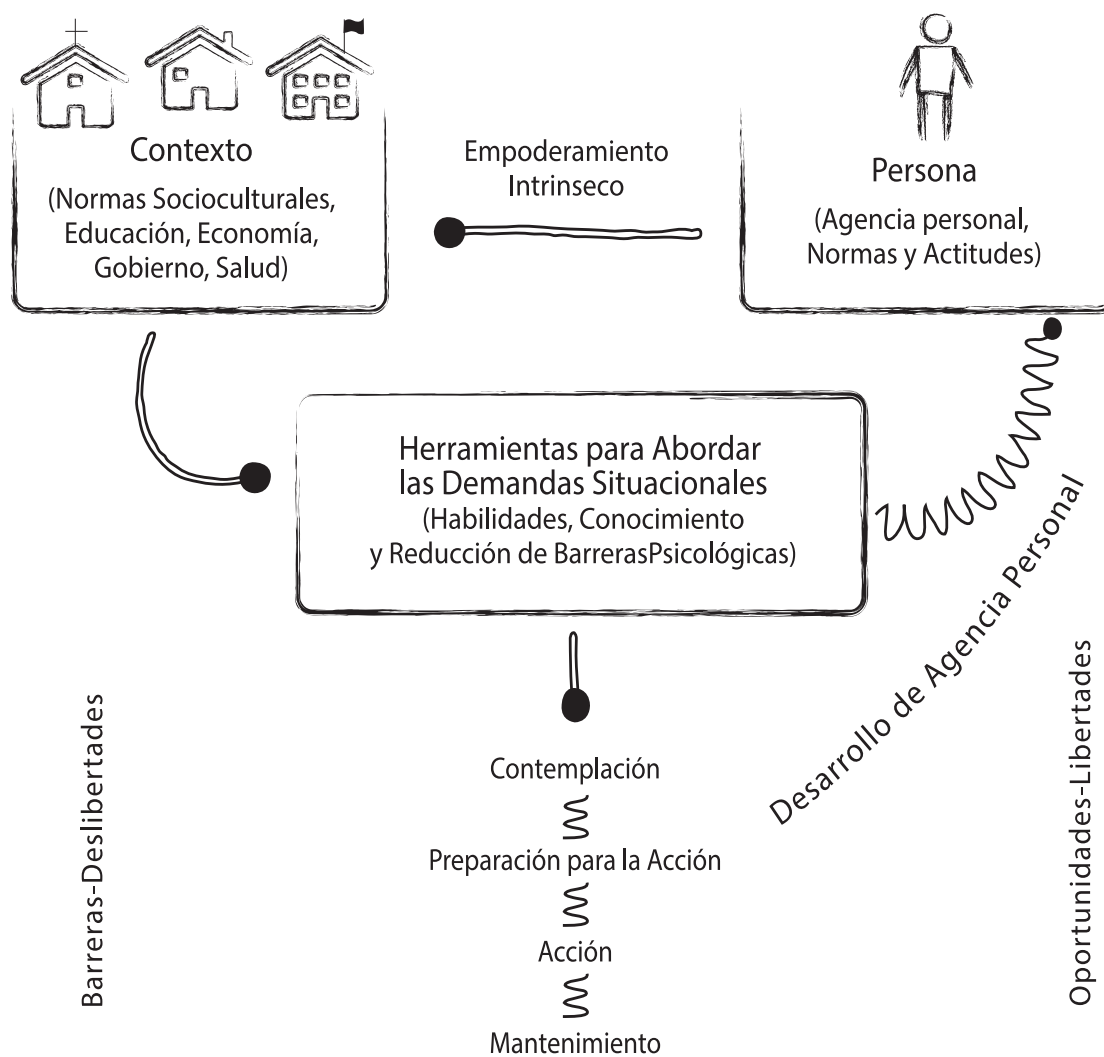 Contexto
(Normas Socioculturales,
Educación, Economía,
Gobierno, Salud)
Empoderamiento
Intrinseco
Persona
(Agencia personal,
Normas y Actitudes)
Herramientas para Abordar
las Demandas Situacionales
(Habilidades, Conocimiento
y Reducción de BarrerasPsicológicas)
Desarrollo de Agencia Personal
Barreras-Deslibertades
Oportunidades-Libertades
Contemplación
Preparación para la Acción
Acción
Mantenimiento